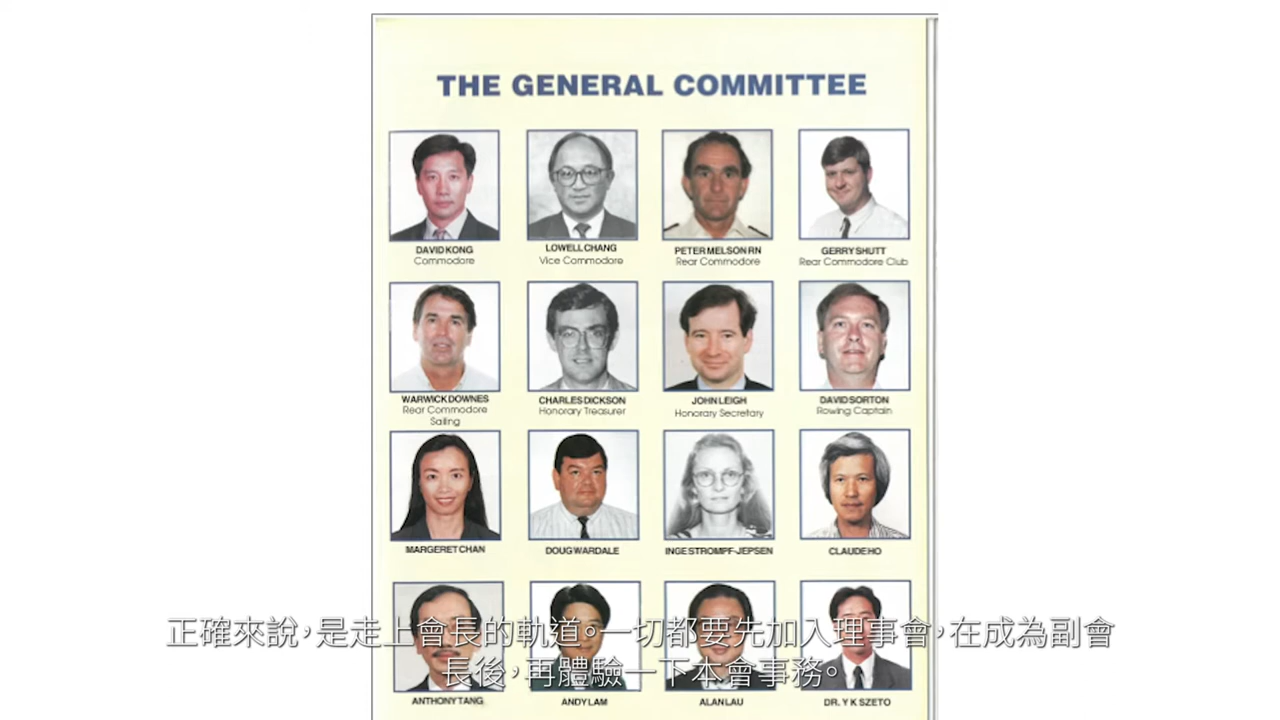 THE GENERAL COMMITTEE
DAVID KONG
Commodore
LOWELL CHANG
Vice Commodore
PETER MELSON RN
Rear Commodore
GERRY SHUTT
Rear Commodore Club
WARWICK DOWNES
Rear Commodore
Sailing
CHARLES DICKSON
Honorary Treasurer
JOHN LEIGH
Honorary Secretary
DAVID SORTON
Rowing Captain
MARGERET CHAN
DOUG WARDALE
INGE STROMPF-JEPSEN
CLAUDE HO
正確來說，是走上會長的軌道。一切都要先加入理事會，在成為副會
長後，再體驗一下本會事務。
ANTHONY TANG
ANDY LAM
ALAN LAU
DR. Y K SZETO